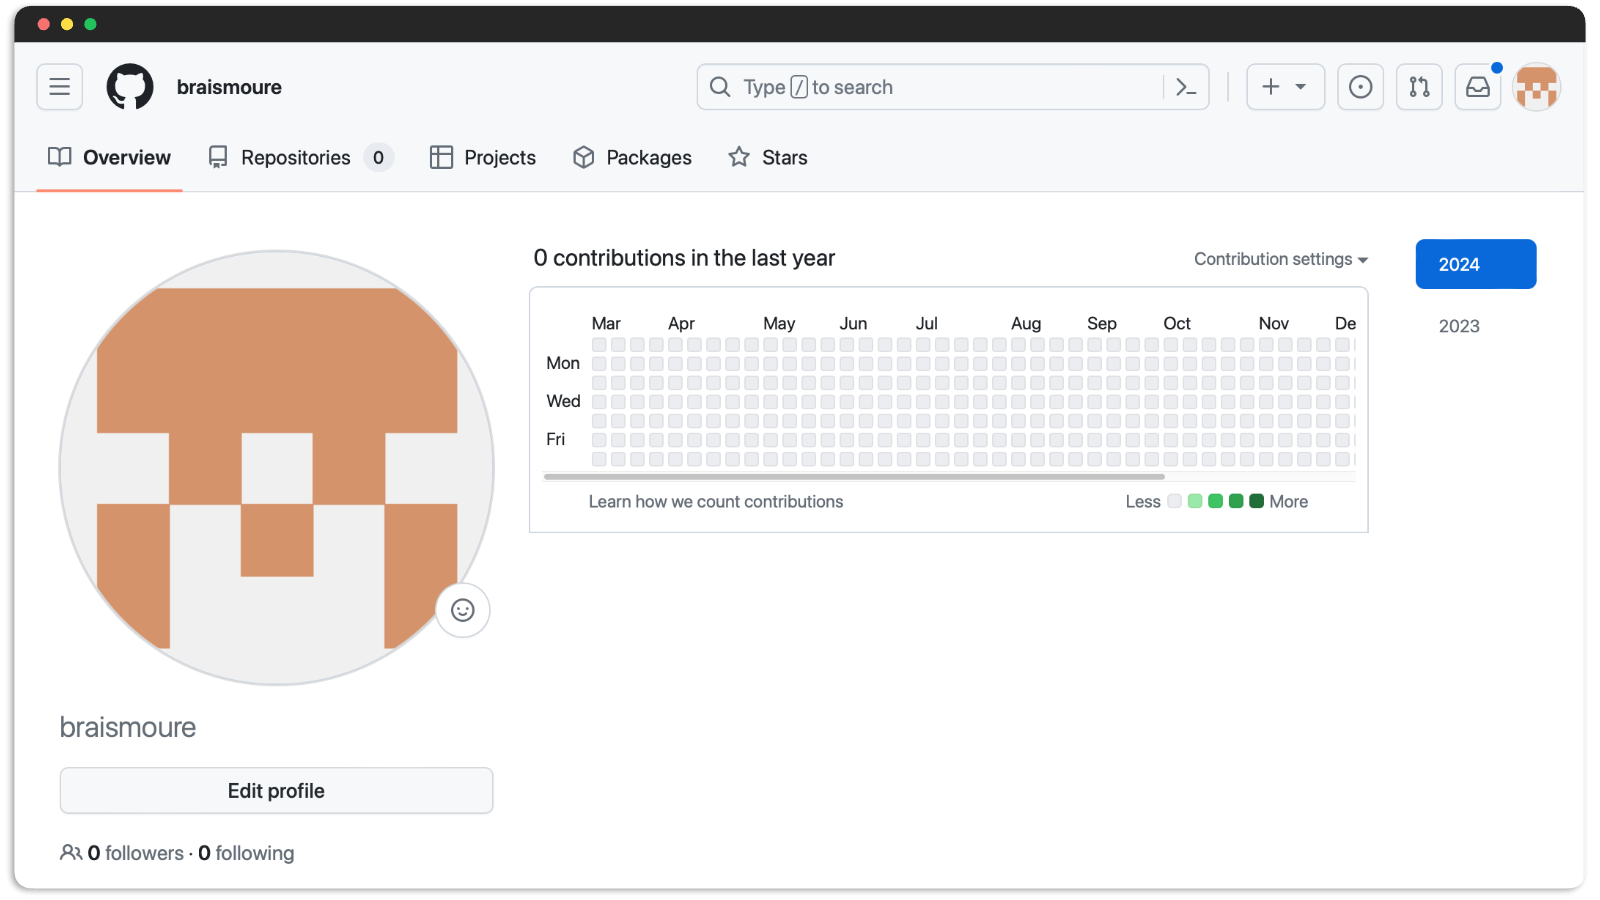 braismoure
Type / to search
Overview Repositories 0 Projects Packages Stars
0 contributions in the last year
Contribution settings
2024
2023
Mar Apr May Jun Jul Aug Sep Oct Nov De
Mon
Wed
Fri
Learn how we count contributions
Less More
braismoure
Edit profile
0 followers · 0 following